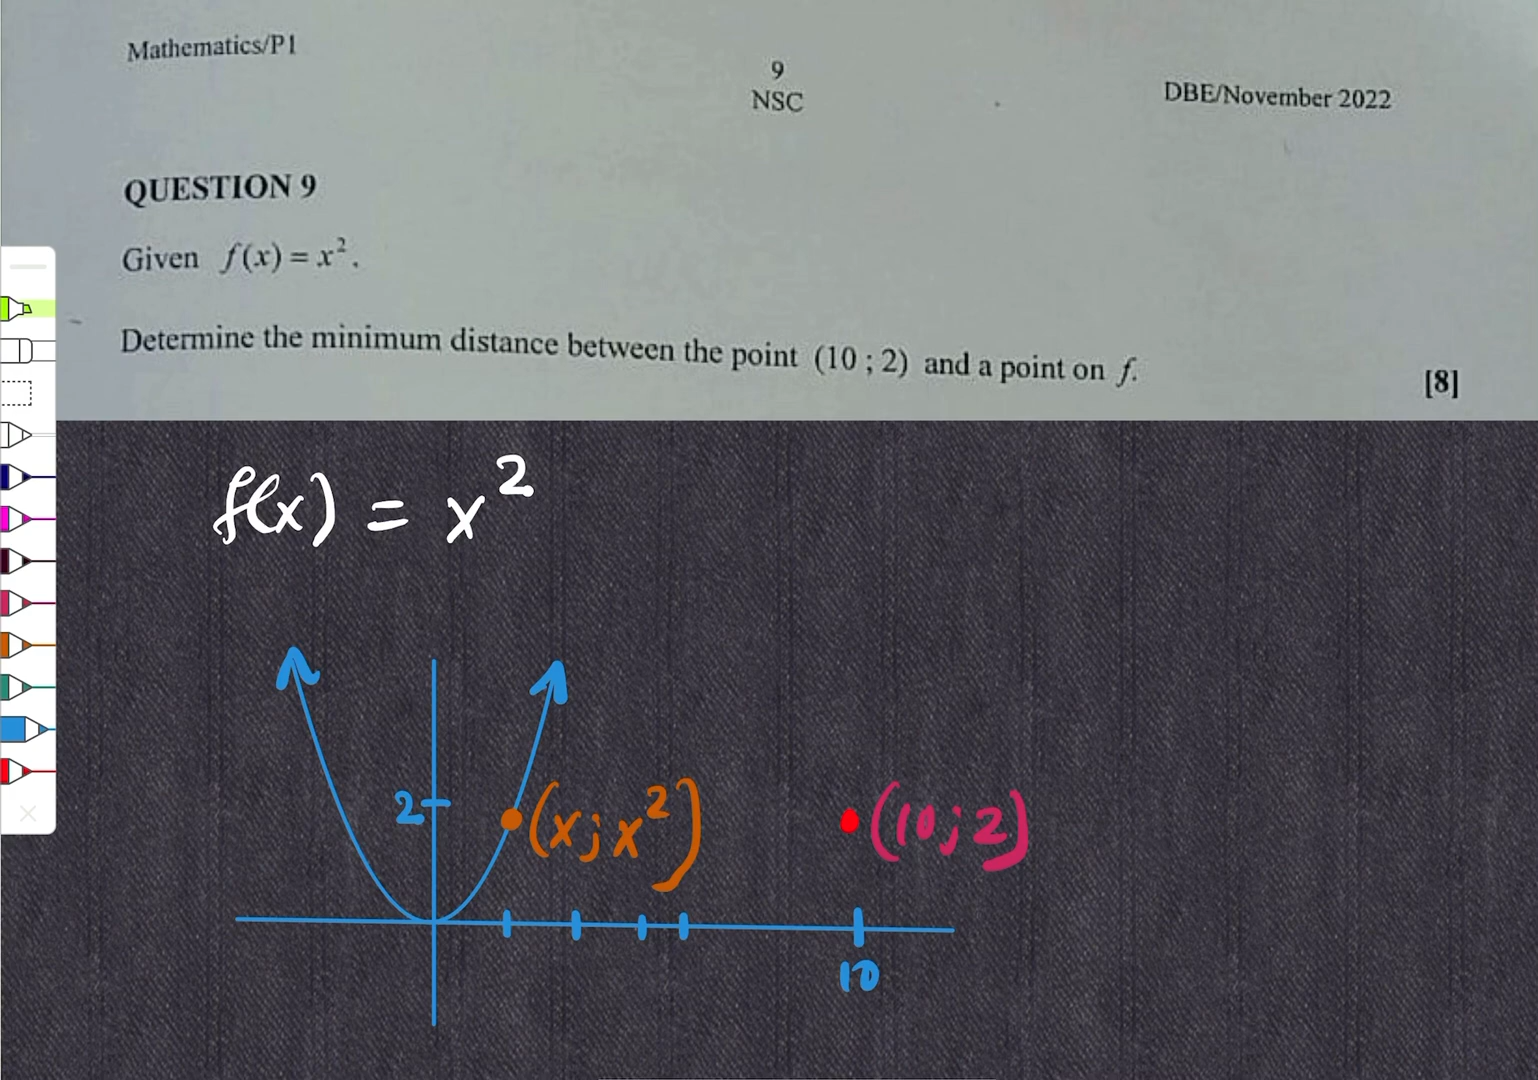 Mathematics/P1
9
NSC
DBE/November 2022
QUESTION 9
Given f(x) = x².
Determine the minimum distance between the point (10 ; 2) and a point on f.
[8]
f(x) = x²
2
(x; x²)
(10; 2)
10